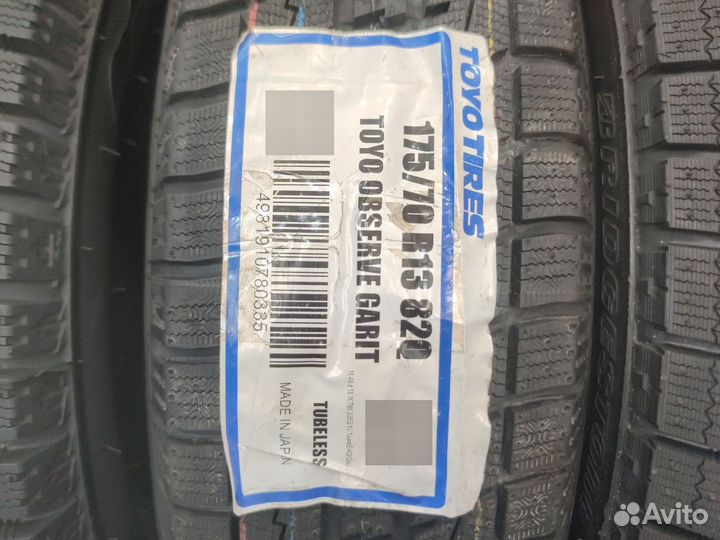 TOYO TIRES
175/70 R13 82Q
TOYO OBSERVE GARIT
4981910780335
TUBELESS
MADE IN JAPAN
BRIDGESTONE
Avito